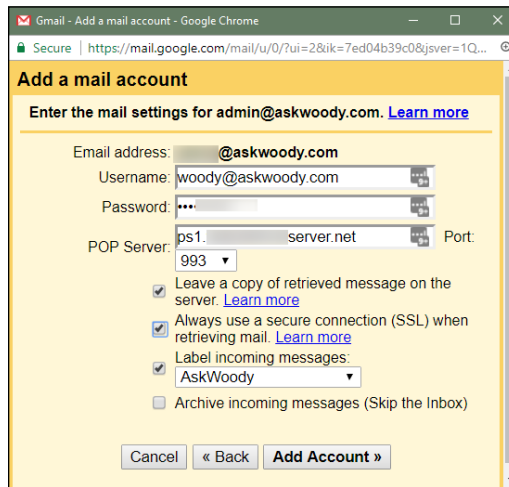 Gmail - Add a mail account - Google Chrome
Secure | https://mail.google.com/mail/u/0/?ui=2&ik=7ed04b39c0&jsver=1Q...
Add a mail account
Enter the mail settings for admin@askwoody.com. Learn more
Email address: @askwoody.com
Username: woody@askwoody.com
Password:
POP Server: ps1. server.net Port:
993
Leave a copy of retrieved message on the
server. Learn more
Always use a secure connection (SSL) when
retrieving mail. Learn more
Label incoming messages:
AskWoody
Archive incoming messages (Skip the Inbox)
Cancel « Back Add Account »